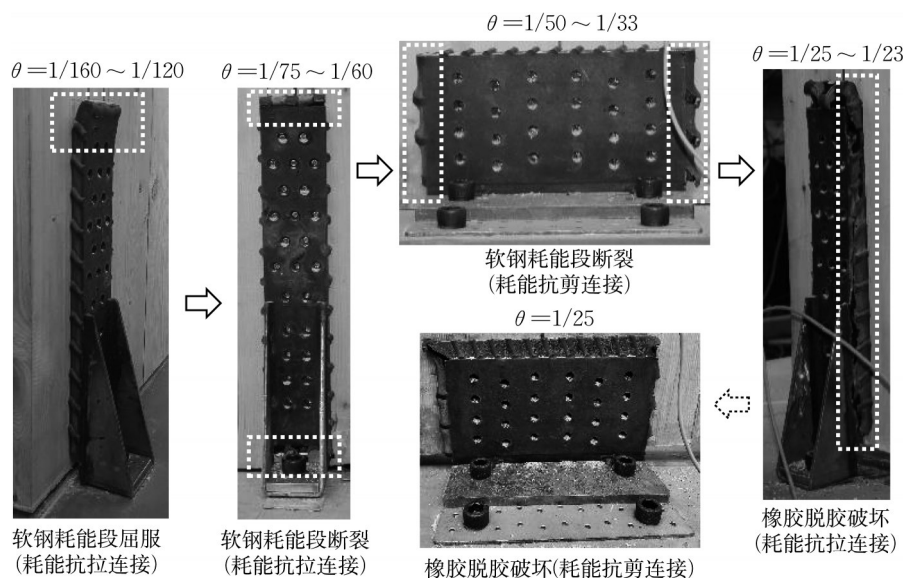 θ＝1/160～1/120
软钢耗能段屈服
(耗能抗拉连接)
θ＝1/75～1/60
软钢耗能段断裂
(耗能抗拉连接)
θ＝1/50～1/33
软钢耗能段断裂
(耗能抗剪连接)
θ＝1/25～1/23
橡胶脱胶破坏
(耗能抗拉连接)
θ＝1/25
橡胶脱胶破坏(耗能抗剪连接)